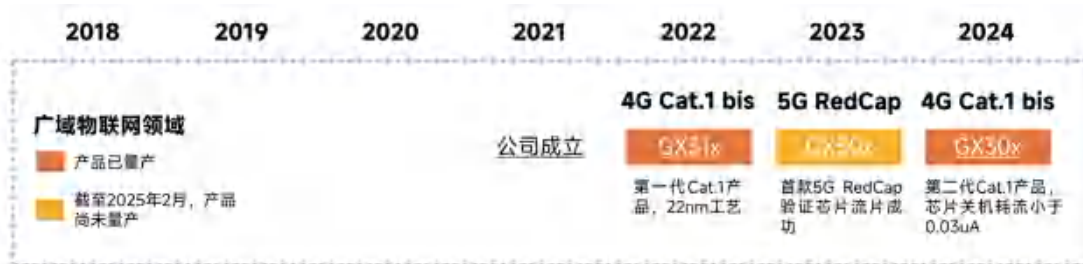 2018 2019 2020 2021 2022 2023 2024
4G Cat.1 bis 5G RedCap 4G Cat.1 bis
广域物联网领域
产品已量产
截至2025年2月，产品
尚未量产
公司成立
GX31x GX50x GX30x
第一代Cat.1产
品，22nm工艺
首款5G RedCap
验证芯片流片成
功
第二代Cat.1产品，
芯片关机耗流小于
0.03uA